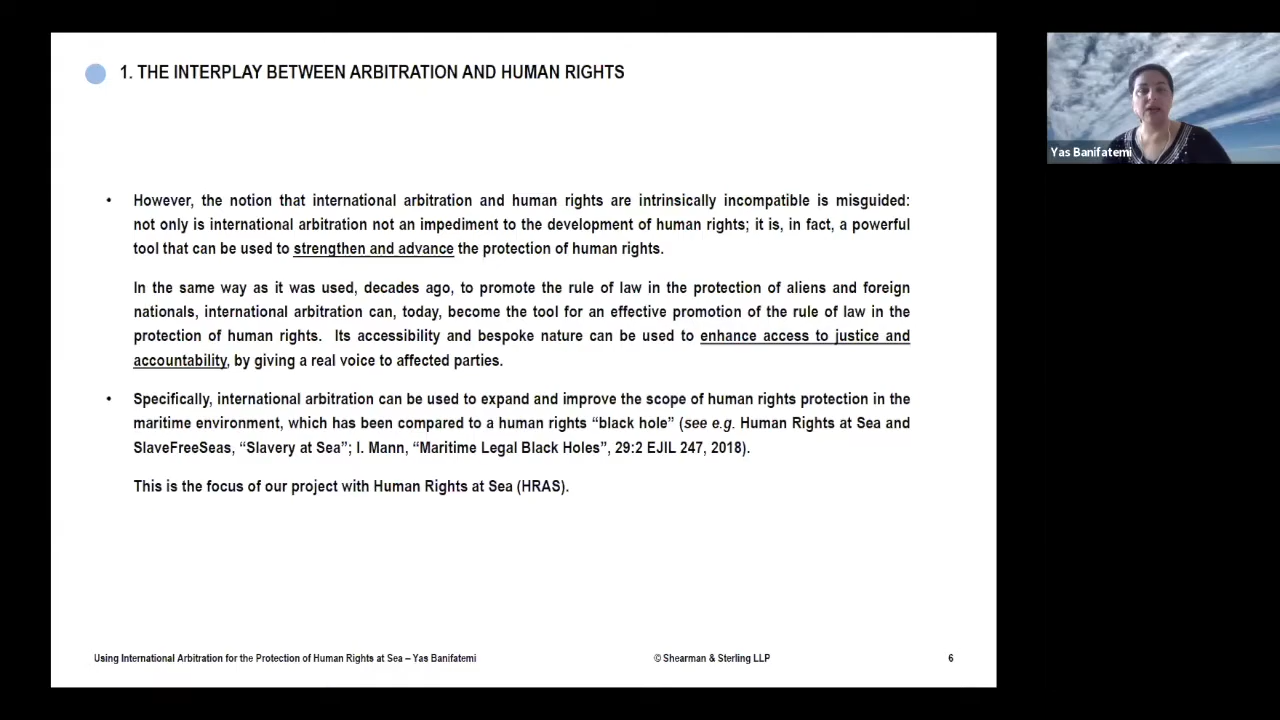 1. THE INTERPLAY BETWEEN ARBITRATION AND HUMAN RIGHTS
Yas Banifatemi
• However, the notion that international arbitration and human rights are intrinsically incompatible is misguided:
not only is international arbitration not an impediment to the development of human rights; it is, in fact, a powerful
tool that can be used to strengthen and advance the protection of human rights.
In the same way as it was used, decades ago, to promote the rule of law in the protection of aliens and foreign
nationals, international arbitration can, today, become the tool for an effective promotion of the rule of law in the
protection of human rights. Its accessibility and bespoke nature can be used to enhance access to justice and
accountability, by giving a real voice to affected parties.
• Specifically, international arbitration can be used to expand and improve the scope of human rights protection in the
maritime environment, which has been compared to a human rights “black hole” (see e.g. Human Rights at Sea and
SlaveFreeSeas, “Slavery at Sea”; I. Mann, “Maritime Legal Black Holes”, 29:2 EJIL 247, 2018).
This is the focus of our project with Human Rights at Sea (HRAS).
Using International Arbitration for the Protection of Human Rights at Sea – Yas Banifatemi
© Shearman & Sterling LLP
6